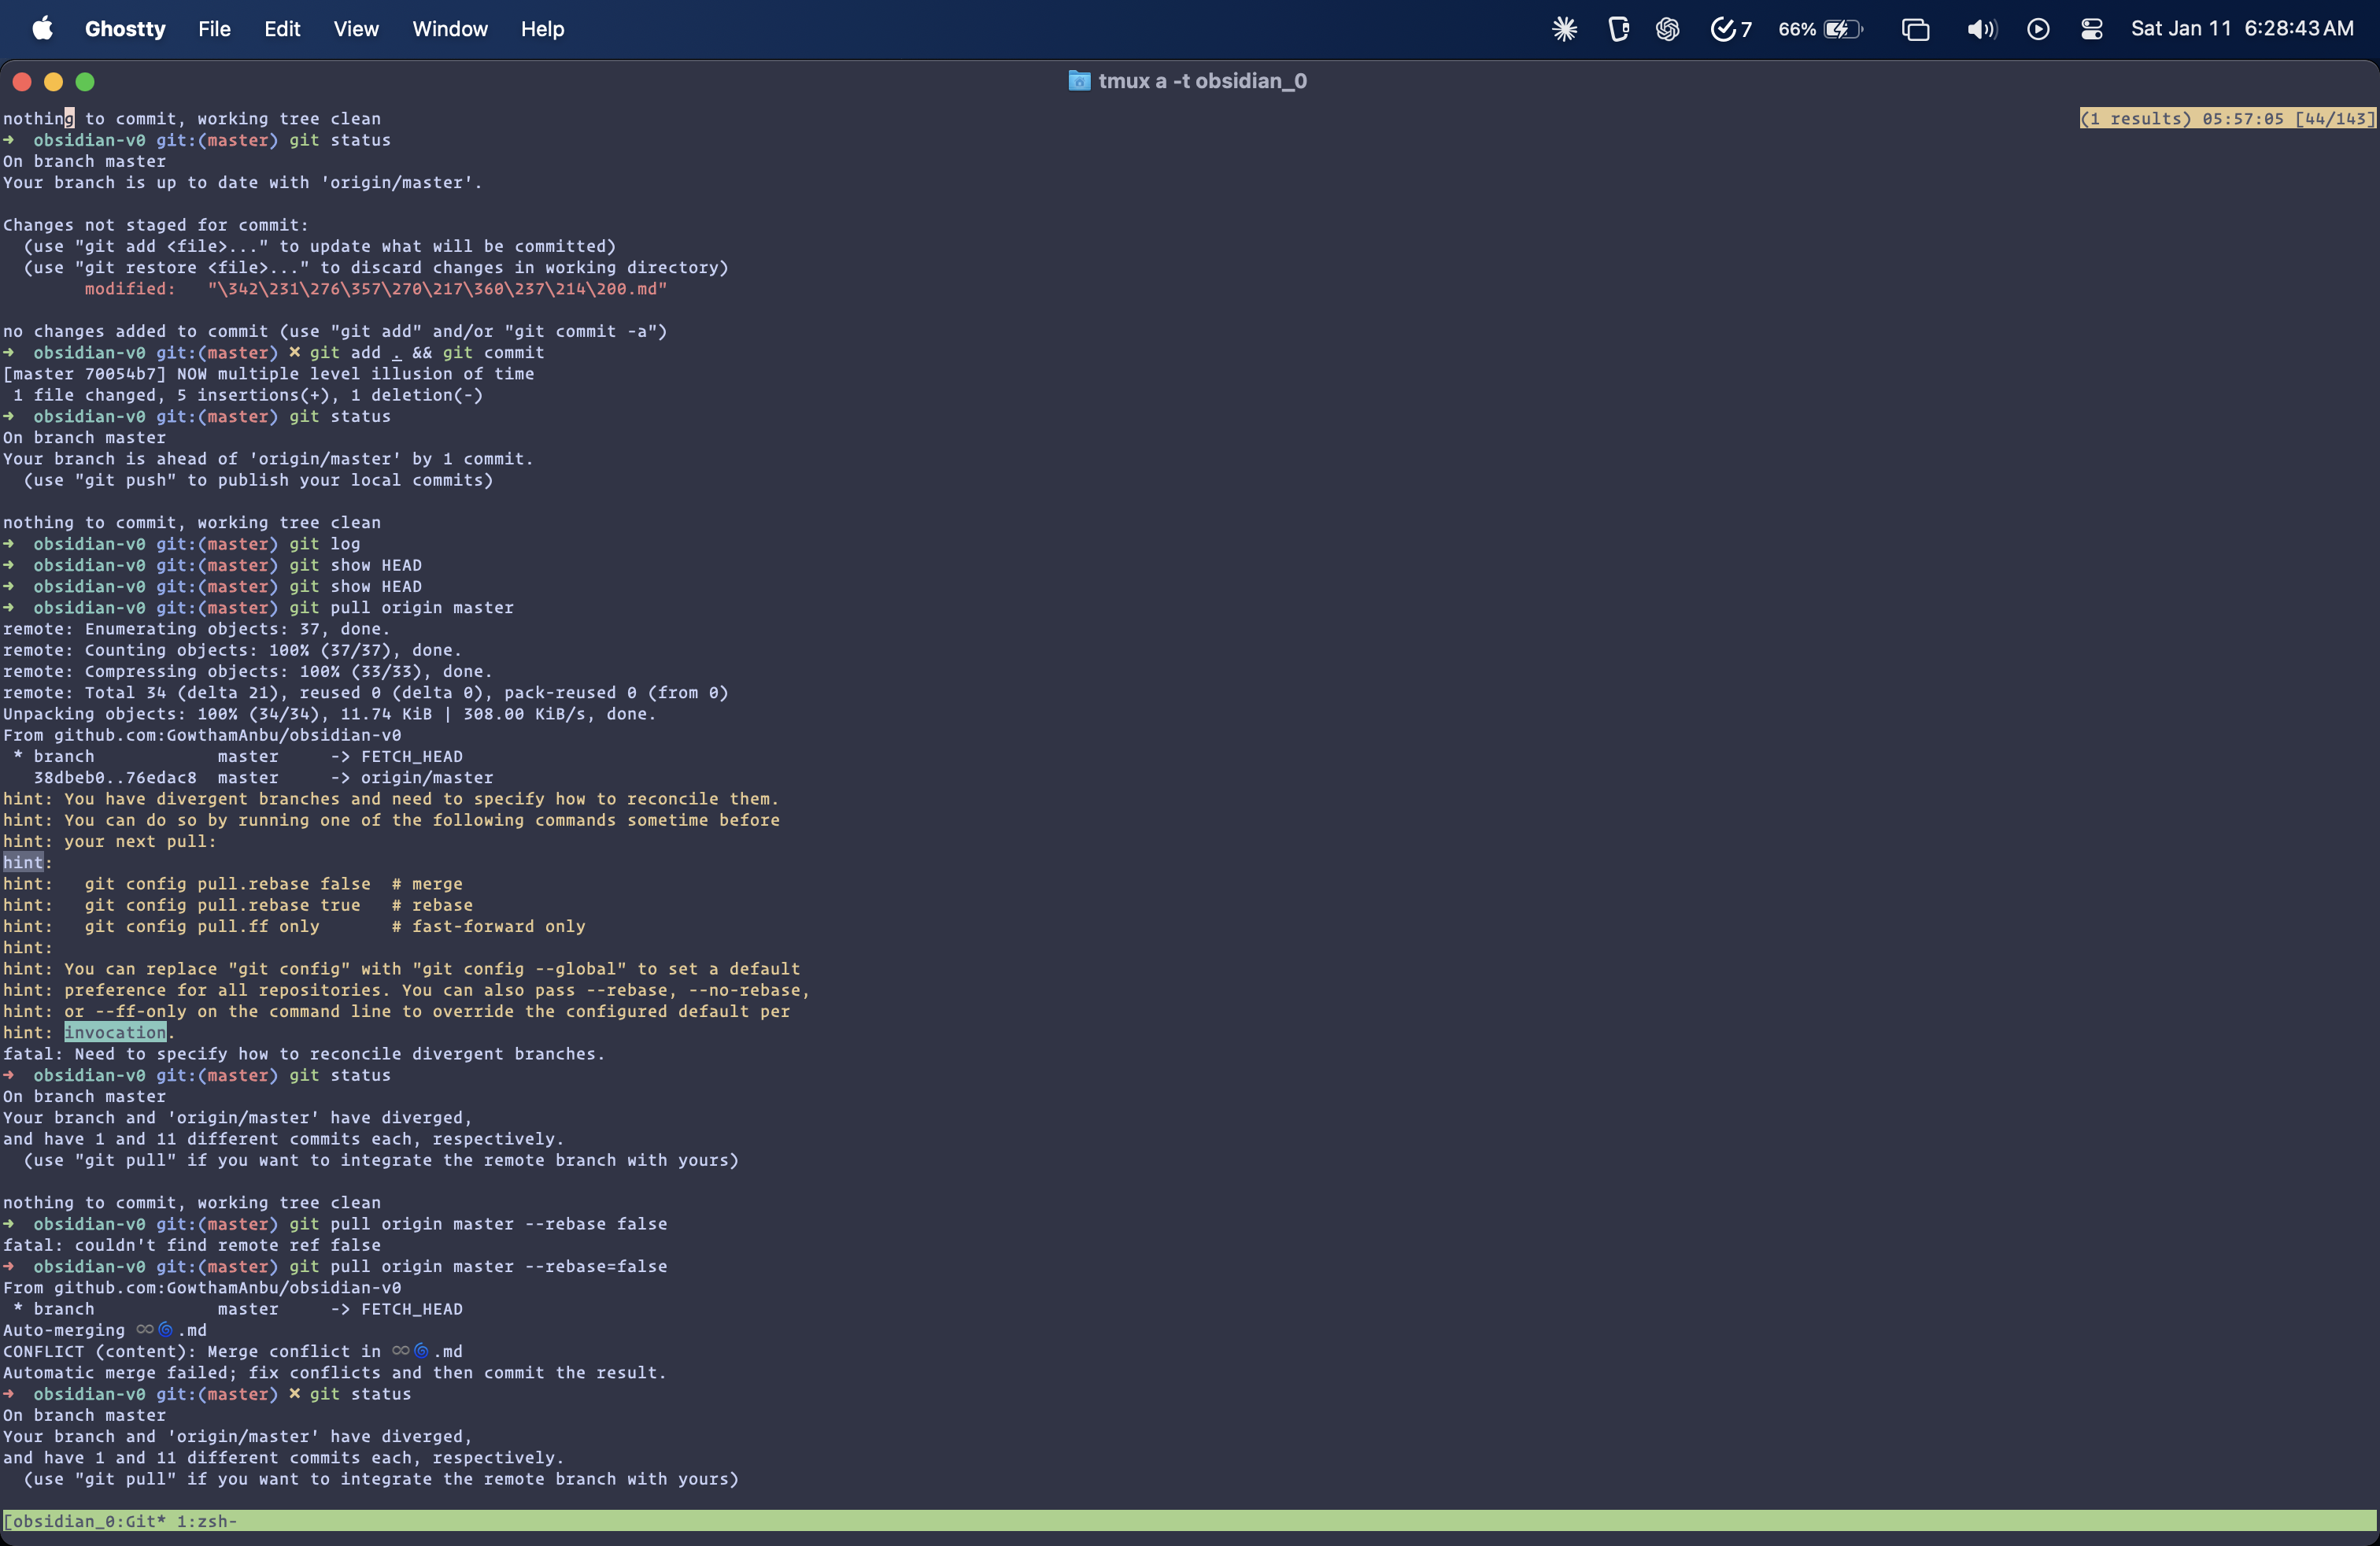 Ghostty File Edit View Window Help 7 66% Sat Jan 11 6:28:43 AM
tmux a -t obsidian_0
nothing to commit, working tree clean (1 results) 05:57:05 [44/143]
➜  obsidian-v0 git:(master) git status
On branch master
Your branch is up to date with 'origin/master'.

Changes not staged for commit:
  (use "git add <file>..." to update what will be committed)
  (use "git restore <file>..." to discard changes in working directory)
        modified:   "\342\231\276\357\270\217\360\237\214\200.md"

no changes added to commit (use "git add" and/or "git commit -a")
➜  obsidian-v0 git:(master) ✗ git add . && git commit
[master 70054b7] NOW multiple level illusion of time
 1 file changed, 5 insertions(+), 1 deletion(-)
➜  obsidian-v0 git:(master) git status
On branch master
Your branch is ahead of 'origin/master' by 1 commit.
  (use "git push" to publish your local commits)

nothing to commit, working tree clean
➜  obsidian-v0 git:(master) git log
➜  obsidian-v0 git:(master) git show HEAD
➜  obsidian-v0 git:(master) git show HEAD
➜  obsidian-v0 git:(master) git pull origin master
remote: Enumerating objects: 37, done.
remote: Counting objects: 100% (37/37), done.
remote: Compressing objects: 100% (33/33), done.
remote: Total 34 (delta 21), reused 0 (delta 0), pack-reused 0 (from 0)
Unpacking objects: 100% (34/34), 11.74 KiB | 308.00 KiB/s, done.
From github.com:GowthamAnbu/obsidian-v0
 * branch            master     -> FETCH_HEAD
   38dbeb0..76edac8  master     -> origin/master
hint: You have divergent branches and need to specify how to reconcile them.
hint: You can do so by running one of the following commands sometime before
hint: your next pull:
hint:
hint:   git config pull.rebase false  # merge
hint:   git config pull.rebase true   # rebase
hint:   git config pull.ff only       # fast-forward only
hint:
hint: You can replace "git config" with "git config --global" to set a default
hint: preference for all repositories. You can also pass --rebase, --no-rebase,
hint: or --ff-only on the command line to override the configured default per
hint: invocation.
fatal: Need to specify how to reconcile divergent branches.
➜  obsidian-v0 git:(master) git status
On branch master
Your branch and 'origin/master' have diverged,
and have 1 and 11 different commits each, respectively.
  (use "git pull" if you want to integrate the remote branch with yours)

nothing to commit, working tree clean
➜  obsidian-v0 git:(master) git pull origin master --rebase false
fatal: couldn't find remote ref false
➜  obsidian-v0 git:(master) git pull origin master --rebase=false
From github.com:GowthamAnbu/obsidian-v0
 * branch            master     -> FETCH_HEAD
Auto-merging ♾️🌀.md
CONFLICT (content): Merge conflict in ♾️🌀.md
Automatic merge failed; fix conflicts and then commit the result.
➜  obsidian-v0 git:(master) ✗ git status
On branch master
Your branch and 'origin/master' have diverged,
and have 1 and 11 different commits each, respectively.
  (use "git pull" if you want to integrate the remote branch with yours)

[obsidian_0:Git* 1:zsh-